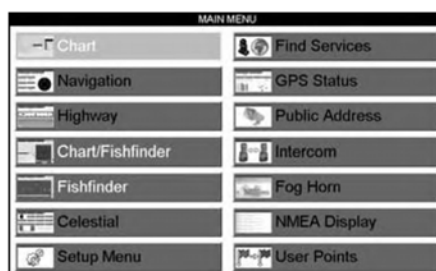 MAIN MENU
Chart
Navigation
Highway
Chart/Fishfinder
Fishfinder
Celestial
Setup Menu
Find Services
GPS Status
Public Address
Intercom
Fog Horn
NMEA Display
User Points